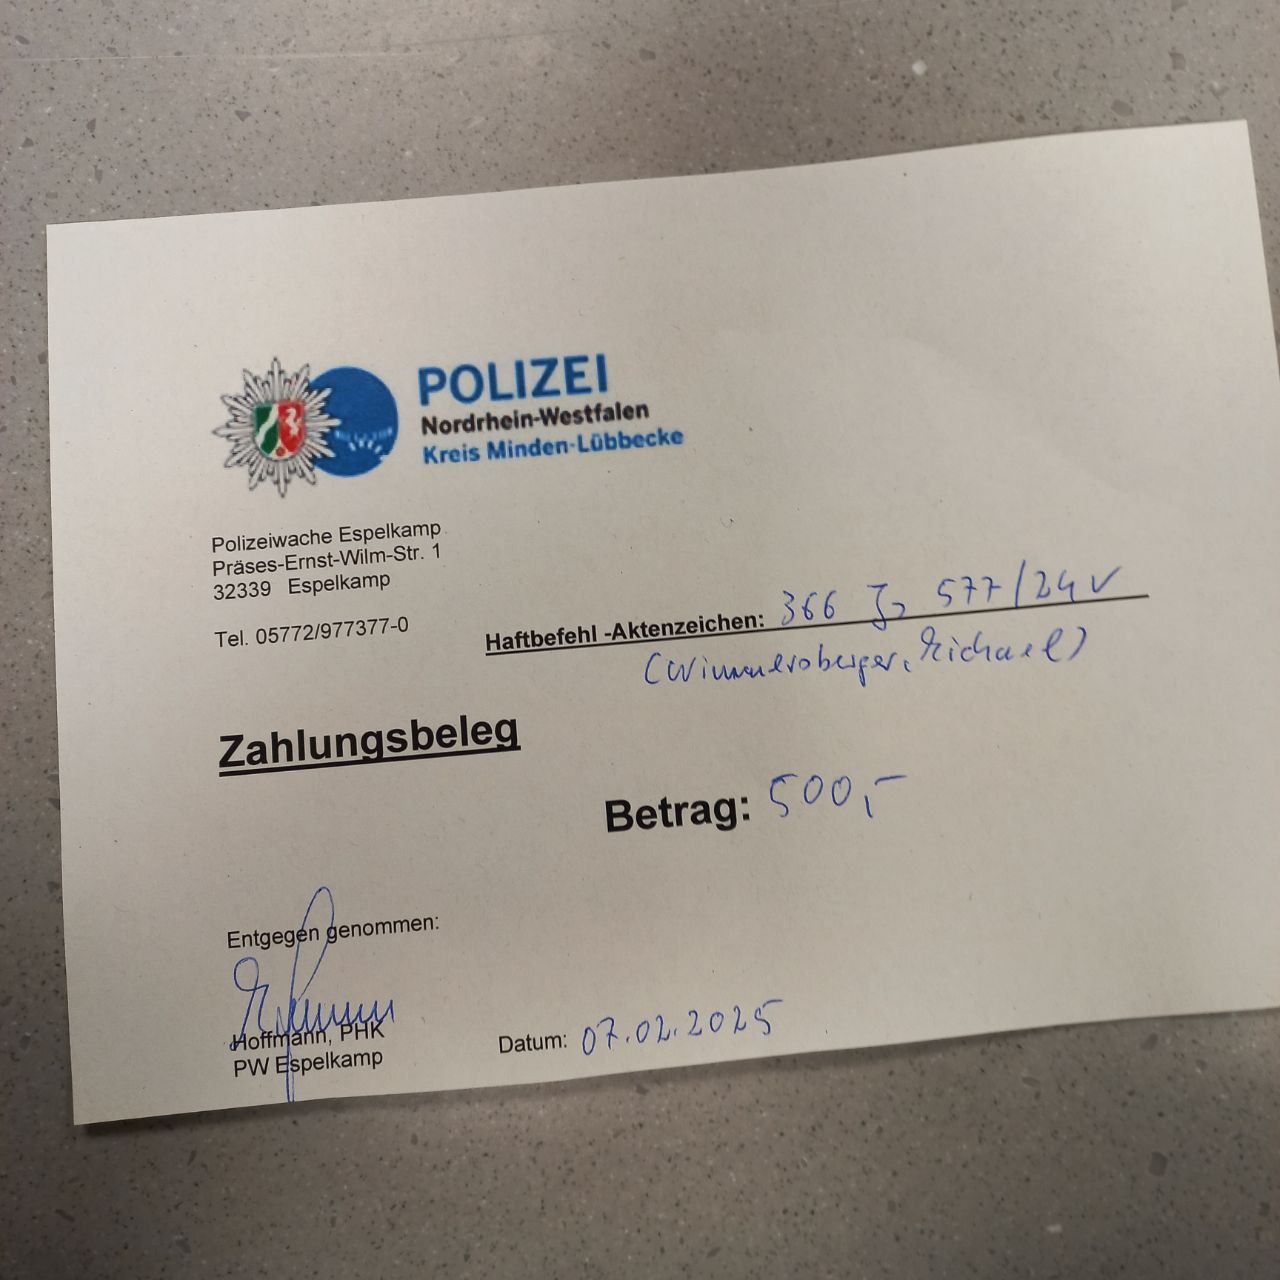 POLIZEI
Nordrhein-Westfalen
Kreis Minden-Lübbecke
Polizeiwache Espelkamp
Präses-Ernst-Wilm-Str. 1
32339 Espelkamp
Tel. 05772/977377-0
Haftbefehl -Aktenzeichen: 366 Js 577/24 V
(Wimmersberger, Michael)
Zahlungsbeleg
Betrag: 500,-
Entgegen genommen:
Hoffmann, PHK
PW Espelkamp
Datum: 07.02.2025